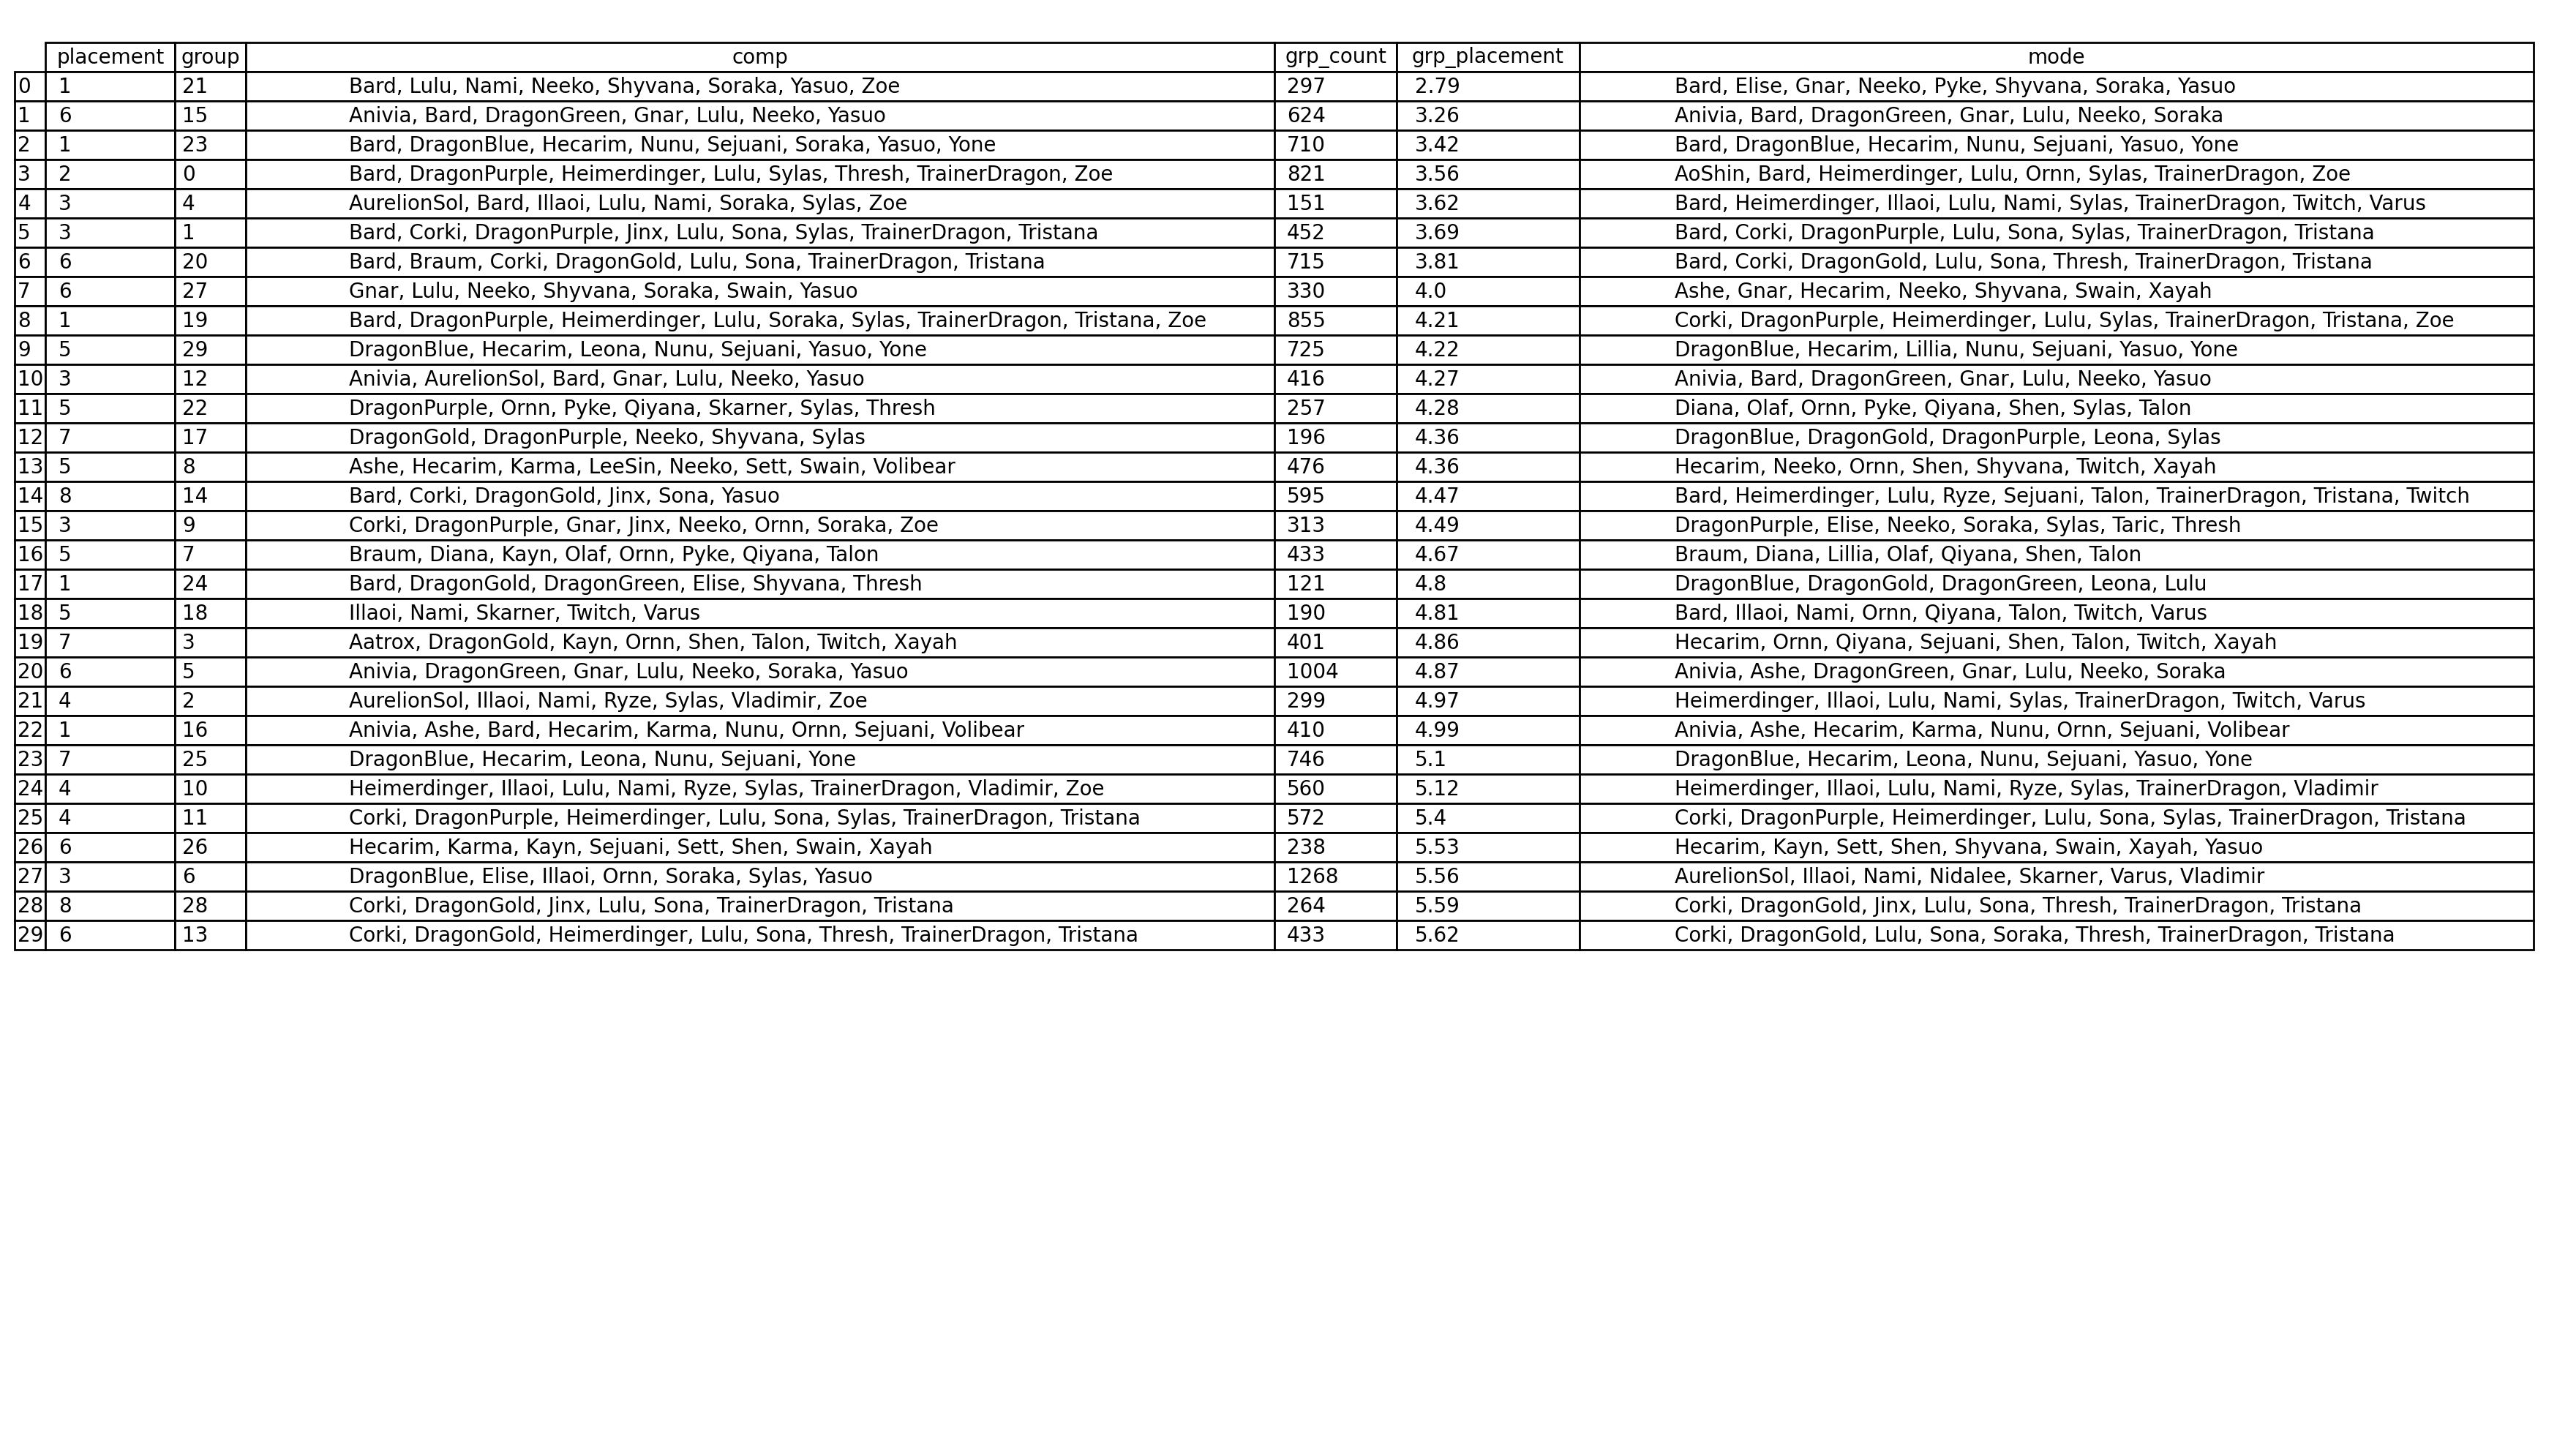 placement group comp grp_count grp_placement mode
0 1 21 Bard, Lulu, Nami, Neeko, Shyvana, Soraka, Yasuo, Zoe 297 2.79 Bard, Elise, Gnar, Neeko, Pyke, Shyvana, Soraka, Yasuo
1 6 15 Anivia, Bard, DragonGreen, Gnar, Lulu, Neeko, Yasuo 624 3.26 Anivia, Bard, DragonGreen, Gnar, Lulu, Neeko, Soraka
2 1 23 Bard, DragonBlue, Hecarim, Nunu, Sejuani, Soraka, Yasuo, Yone 710 3.42 Bard, DragonBlue, Hecarim, Nunu, Sejuani, Yasuo, Yone
3 2 0 Bard, DragonPurple, Heimerdinger, Lulu, Sylas, Thresh, TrainerDragon, Zoe 821 3.56 AoShin, Bard, Heimerdinger, Lulu, Ornn, Sylas, TrainerDragon, Zoe
4 3 4 AurelionSol, Bard, Illaoi, Lulu, Nami, Soraka, Sylas, Zoe 151 3.62 Bard, Heimerdinger, Illaoi, Lulu, Nami, Sylas, TrainerDragon, Twitch, Varus
5 3 1 Bard, Corki, DragonPurple, Jinx, Lulu, Sona, Sylas, TrainerDragon, Tristana 452 3.69 Bard, Corki, DragonPurple, Lulu, Sona, Sylas, TrainerDragon, Tristana
6 6 20 Bard, Braum, Corki, DragonGold, Lulu, Sona, TrainerDragon, Tristana 715 3.81 Bard, Corki, DragonGold, Lulu, Sona, Thresh, TrainerDragon, Tristana
7 6 27 Gnar, Lulu, Neeko, Shyvana, Soraka, Swain, Yasuo 330 4.0 Ashe, Gnar, Hecarim, Neeko, Shyvana, Swain, Xayah
8 1 19 Bard, DragonPurple, Heimerdinger, Lulu, Soraka, Sylas, TrainerDragon, Tristana, Zoe 855 4.21 Corki, DragonPurple, Heimerdinger, Lulu, Sylas, TrainerDragon, Tristana, Zoe
9 5 29 DragonBlue, Hecarim, Leona, Nunu, Sejuani, Yasuo, Yone 725 4.22 DragonBlue, Hecarim, Lillia, Nunu, Sejuani, Yasuo, Yone
10 3 12 Anivia, AurelionSol, Bard, Gnar, Lulu, Neeko, Yasuo 416 4.27 Anivia, Bard, DragonGreen, Gnar, Lulu, Neeko, Yasuo
11 5 22 DragonPurple, Ornn, Pyke, Qiyana, Skarner, Sylas, Thresh 257 4.28 Diana, Olaf, Ornn, Pyke, Qiyana, Shen, Sylas, Talon
12 7 17 DragonGold, DragonPurple, Neeko, Shyvana, Sylas 196 4.36 DragonBlue, DragonGold, DragonPurple, Leona, Sylas
13 5 8 Ashe, Hecarim, Karma, LeeSin, Neeko, Sett, Swain, Volibear 476 4.36 Hecarim, Neeko, Ornn, Shen, Shyvana, Twitch, Xayah
14 8 14 Bard, Corki, DragonGold, Jinx, Sona, Yasuo 595 4.47 Bard, Heimerdinger, Lulu, Ryze, Sejuani, Talon, TrainerDragon, Tristana, Twitch
15 3 9 Corki, DragonPurple, Gnar, Jinx, Neeko, Ornn, Soraka, Zoe 313 4.49 DragonPurple, Elise, Neeko, Soraka, Sylas, Taric, Thresh
16 5 7 Braum, Diana, Kayn, Olaf, Ornn, Pyke, Qiyana, Talon 433 4.67 Braum, Diana, Lillia, Olaf, Qiyana, Shen, Talon
17 1 24 Bard, DragonGold, DragonGreen, Elise, Shyvana, Thresh 121 4.8 DragonBlue, DragonGold, DragonGreen, Leona, Lulu
18 5 18 Illaoi, Nami, Skarner, Twitch, Varus 190 4.81 Bard, Illaoi, Nami, Ornn, Qiyana, Talon, Twitch, Varus
19 7 3 Aatrox, DragonGold, Kayn, Ornn, Shen, Talon, Twitch, Xayah 401 4.86 Hecarim, Ornn, Qiyana, Sejuani, Shen, Talon, Twitch, Xayah
20 6 5 Anivia, DragonGreen, Gnar, Lulu, Neeko, Soraka, Yasuo 1004 4.87 Anivia, Ashe, DragonGreen, Gnar, Lulu, Neeko, Soraka
21 4 2 AurelionSol, Illaoi, Nami, Ryze, Sylas, Vladimir, Zoe 299 4.97 Heimerdinger, Illaoi, Lulu, Nami, Sylas, TrainerDragon, Twitch, Varus
22 1 16 Anivia, Ashe, Bard, Hecarim, Karma, Nunu, Ornn, Sejuani, Volibear 410 4.99 Anivia, Ashe, Hecarim, Karma, Nunu, Ornn, Sejuani, Volibear
23 7 25 DragonBlue, Hecarim, Leona, Nunu, Sejuani, Yone 746 5.1 DragonBlue, Hecarim, Leona, Nunu, Sejuani, Yasuo, Yone
24 4 10 Heimerdinger, Illaoi, Lulu, Nami, Ryze, Sylas, TrainerDragon, Vladimir, Zoe 560 5.12 Heimerdinger, Illaoi, Lulu, Nami, Ryze, Sylas, TrainerDragon, Vladimir
25 4 11 Corki, DragonPurple, Heimerdinger, Lulu, Sona, Sylas, TrainerDragon, Tristana 572 5.4 Corki, DragonPurple, Heimerdinger, Lulu, Sona, Sylas, TrainerDragon, Tristana
26 6 26 Hecarim, Karma, Kayn, Sejuani, Sett, Shen, Swain, Xayah 238 5.53 Hecarim, Kayn, Sett, Shen, Shyvana, Swain, Xayah, Yasuo
27 3 6 DragonBlue, Elise, Illaoi, Ornn, Soraka, Sylas, Yasuo 1268 5.56 AurelionSol, Illaoi, Nami, Nidalee, Skarner, Varus, Vladimir
28 8 28 Corki, DragonGold, Jinx, Lulu, Sona, TrainerDragon, Tristana 264 5.59 Corki, DragonGold, Jinx, Lulu, Sona, Thresh, TrainerDragon, Tristana
29 6 13 Corki, DragonGold, Heimerdinger, Lulu, Sona, Thresh, TrainerDragon, Tristana 433 5.62 Corki, DragonGold, Lulu, Sona, Soraka, Thresh, TrainerDragon, Tristana